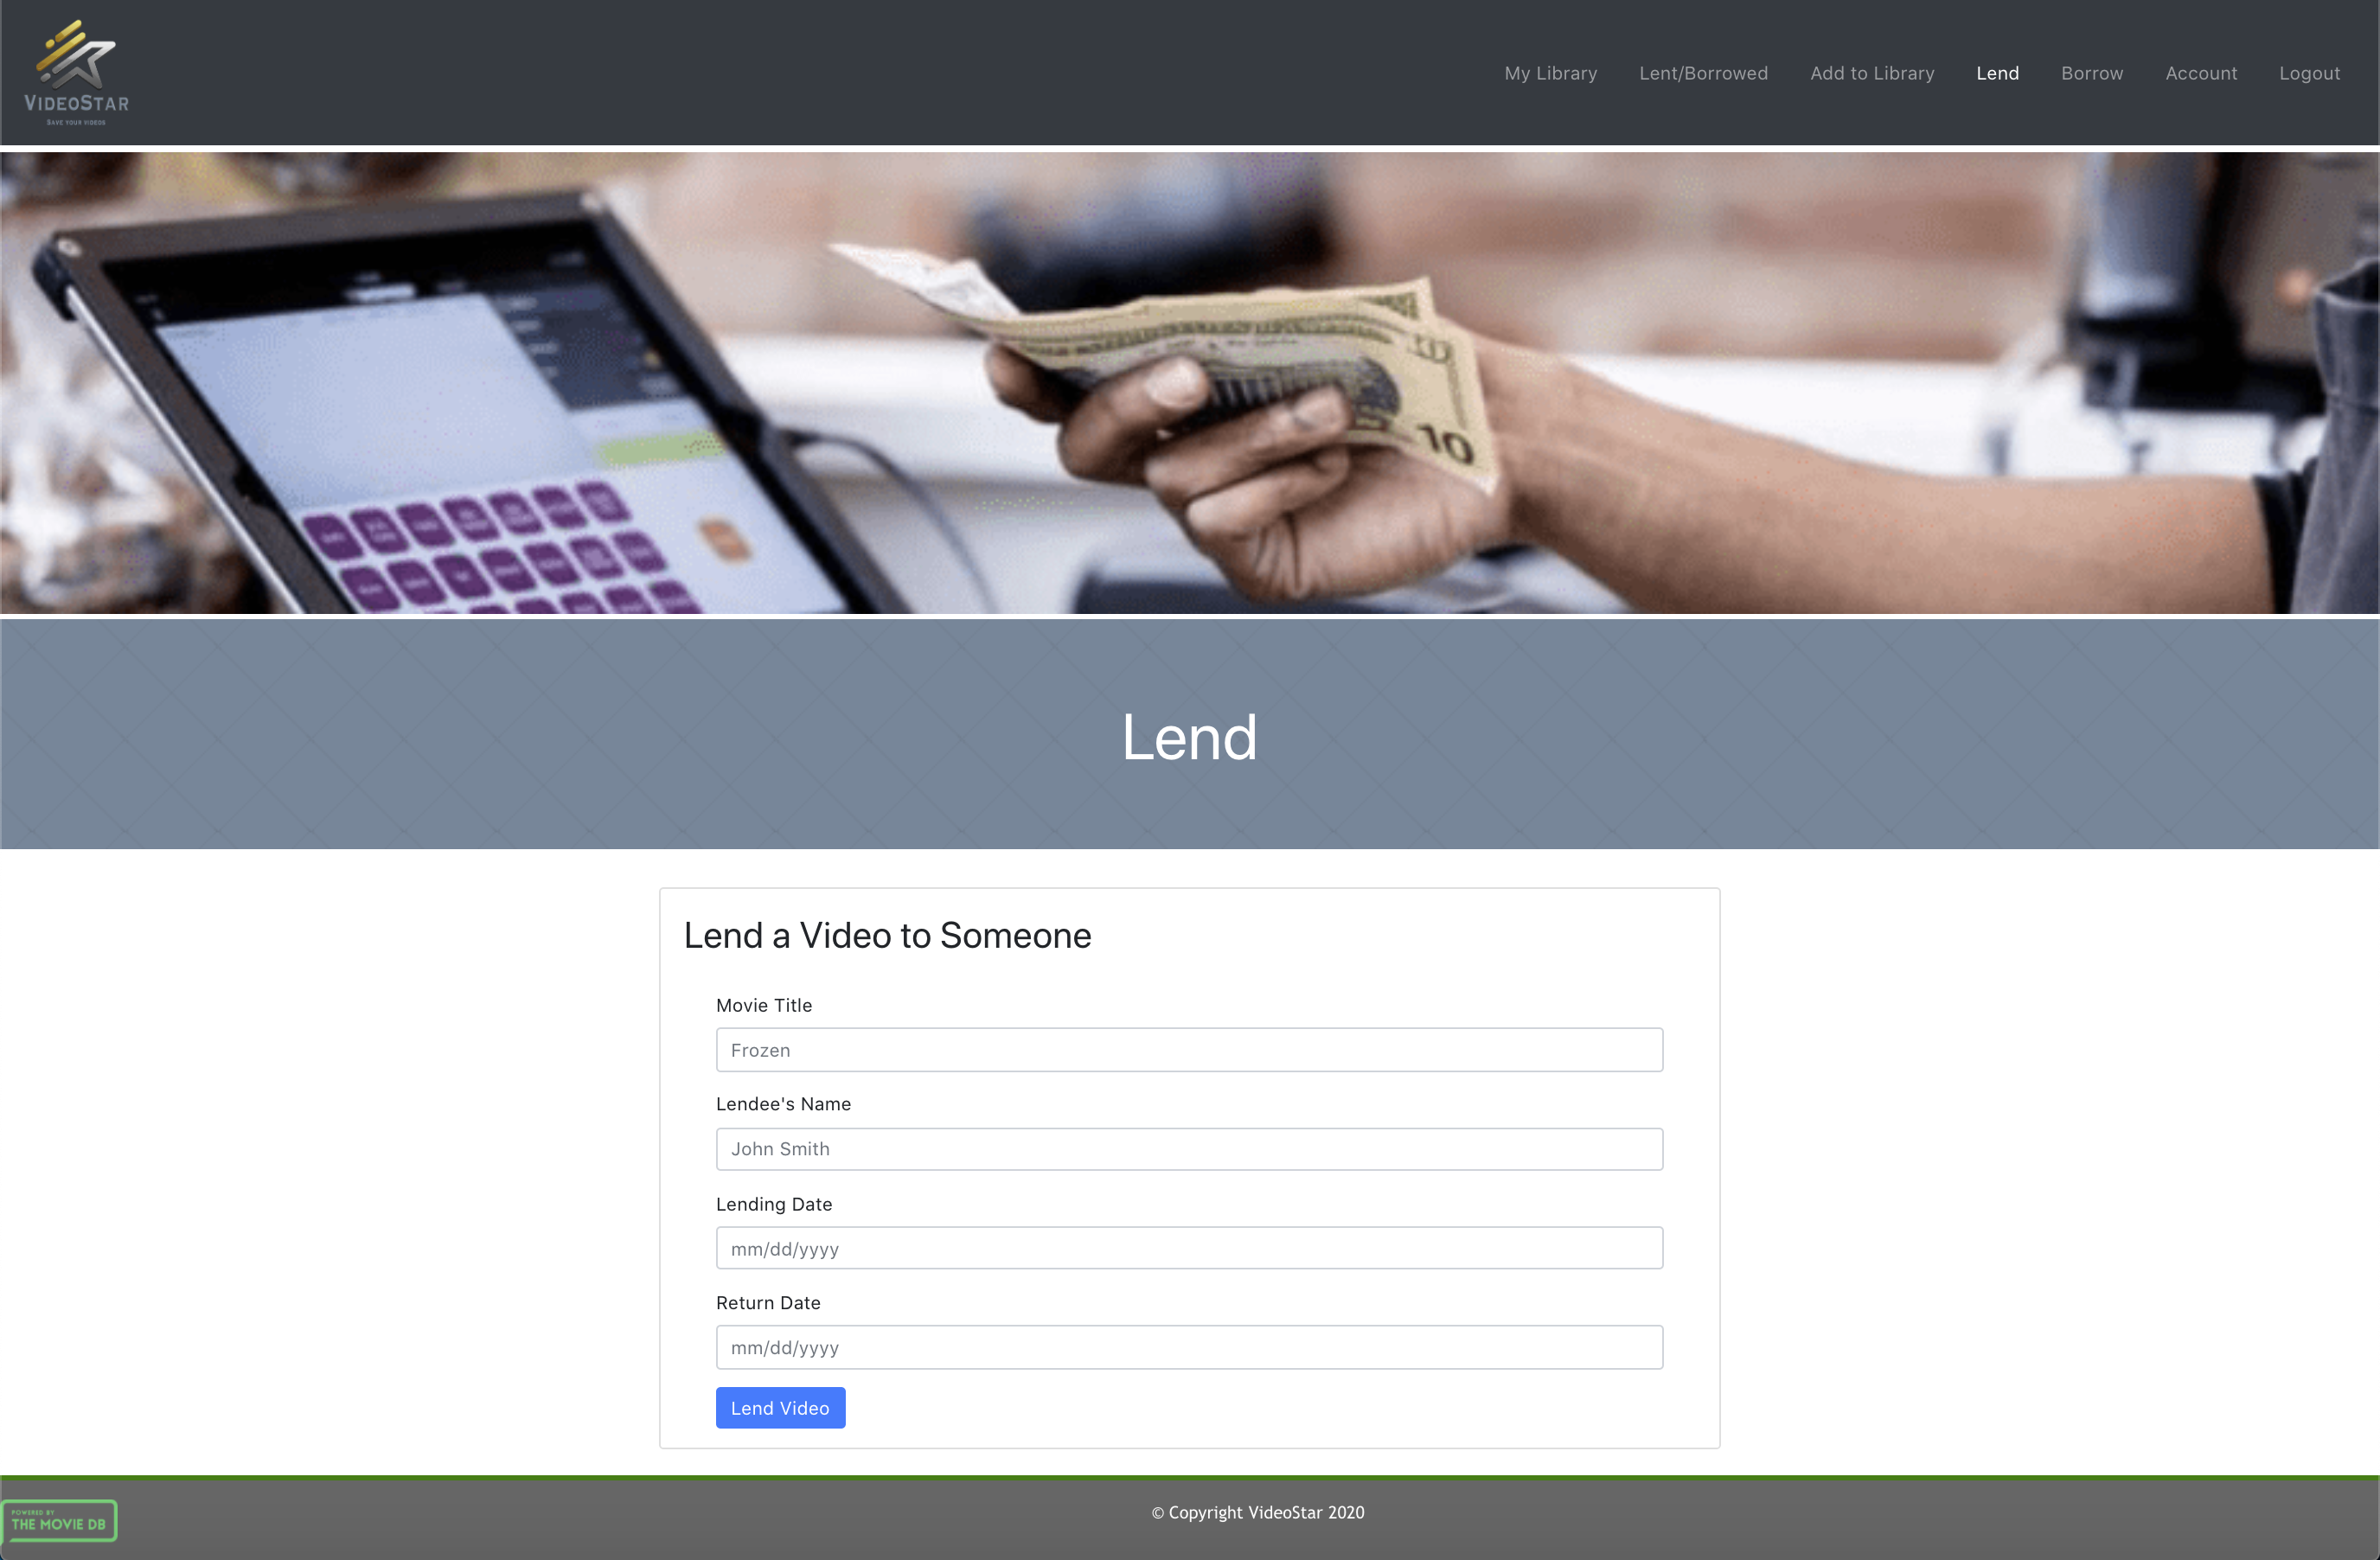 VIDEOSTAR
SAVE YOUR VIDEOS
My Library
Lent/Borrowed
Add to Library
Lend
Borrow
Account
Logout
10
Lend
Lend a Video to Someone
Movie Title
Frozen
Lendee's Name
John Smith
Lending Date
mm/dd/yyyy
Return Date
mm/dd/yyyy
Lend Video
POWERED BY
THE MOVIE DB
© Copyright VideoStar 2020